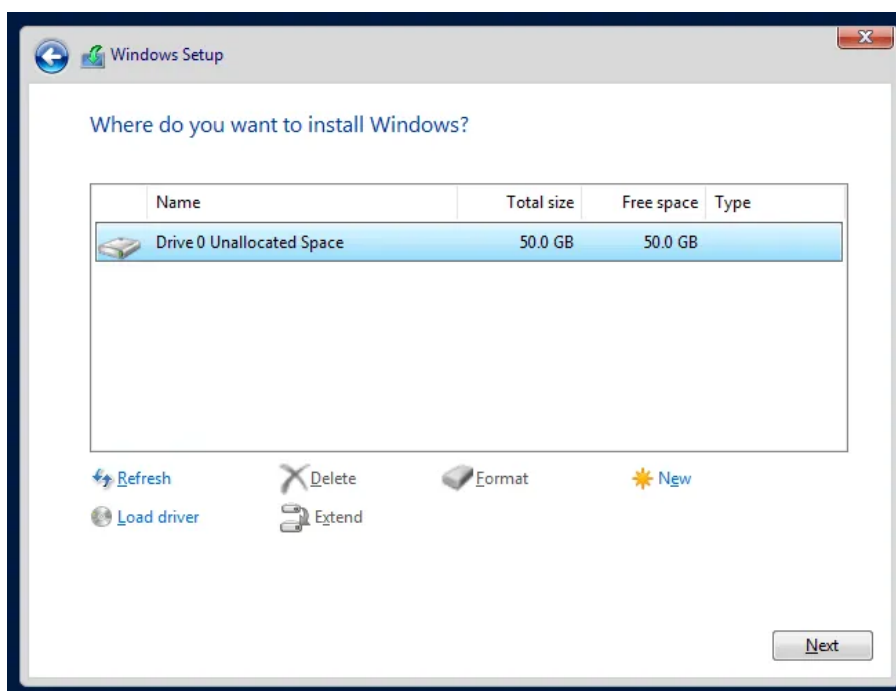 Windows Setup
Where do you want to install Windows?
Name Total size Free space Type
Drive 0 Unallocated Space 50.0 GB 50.0 GB
Refresh Delete Format New
Load driver Extend
Next